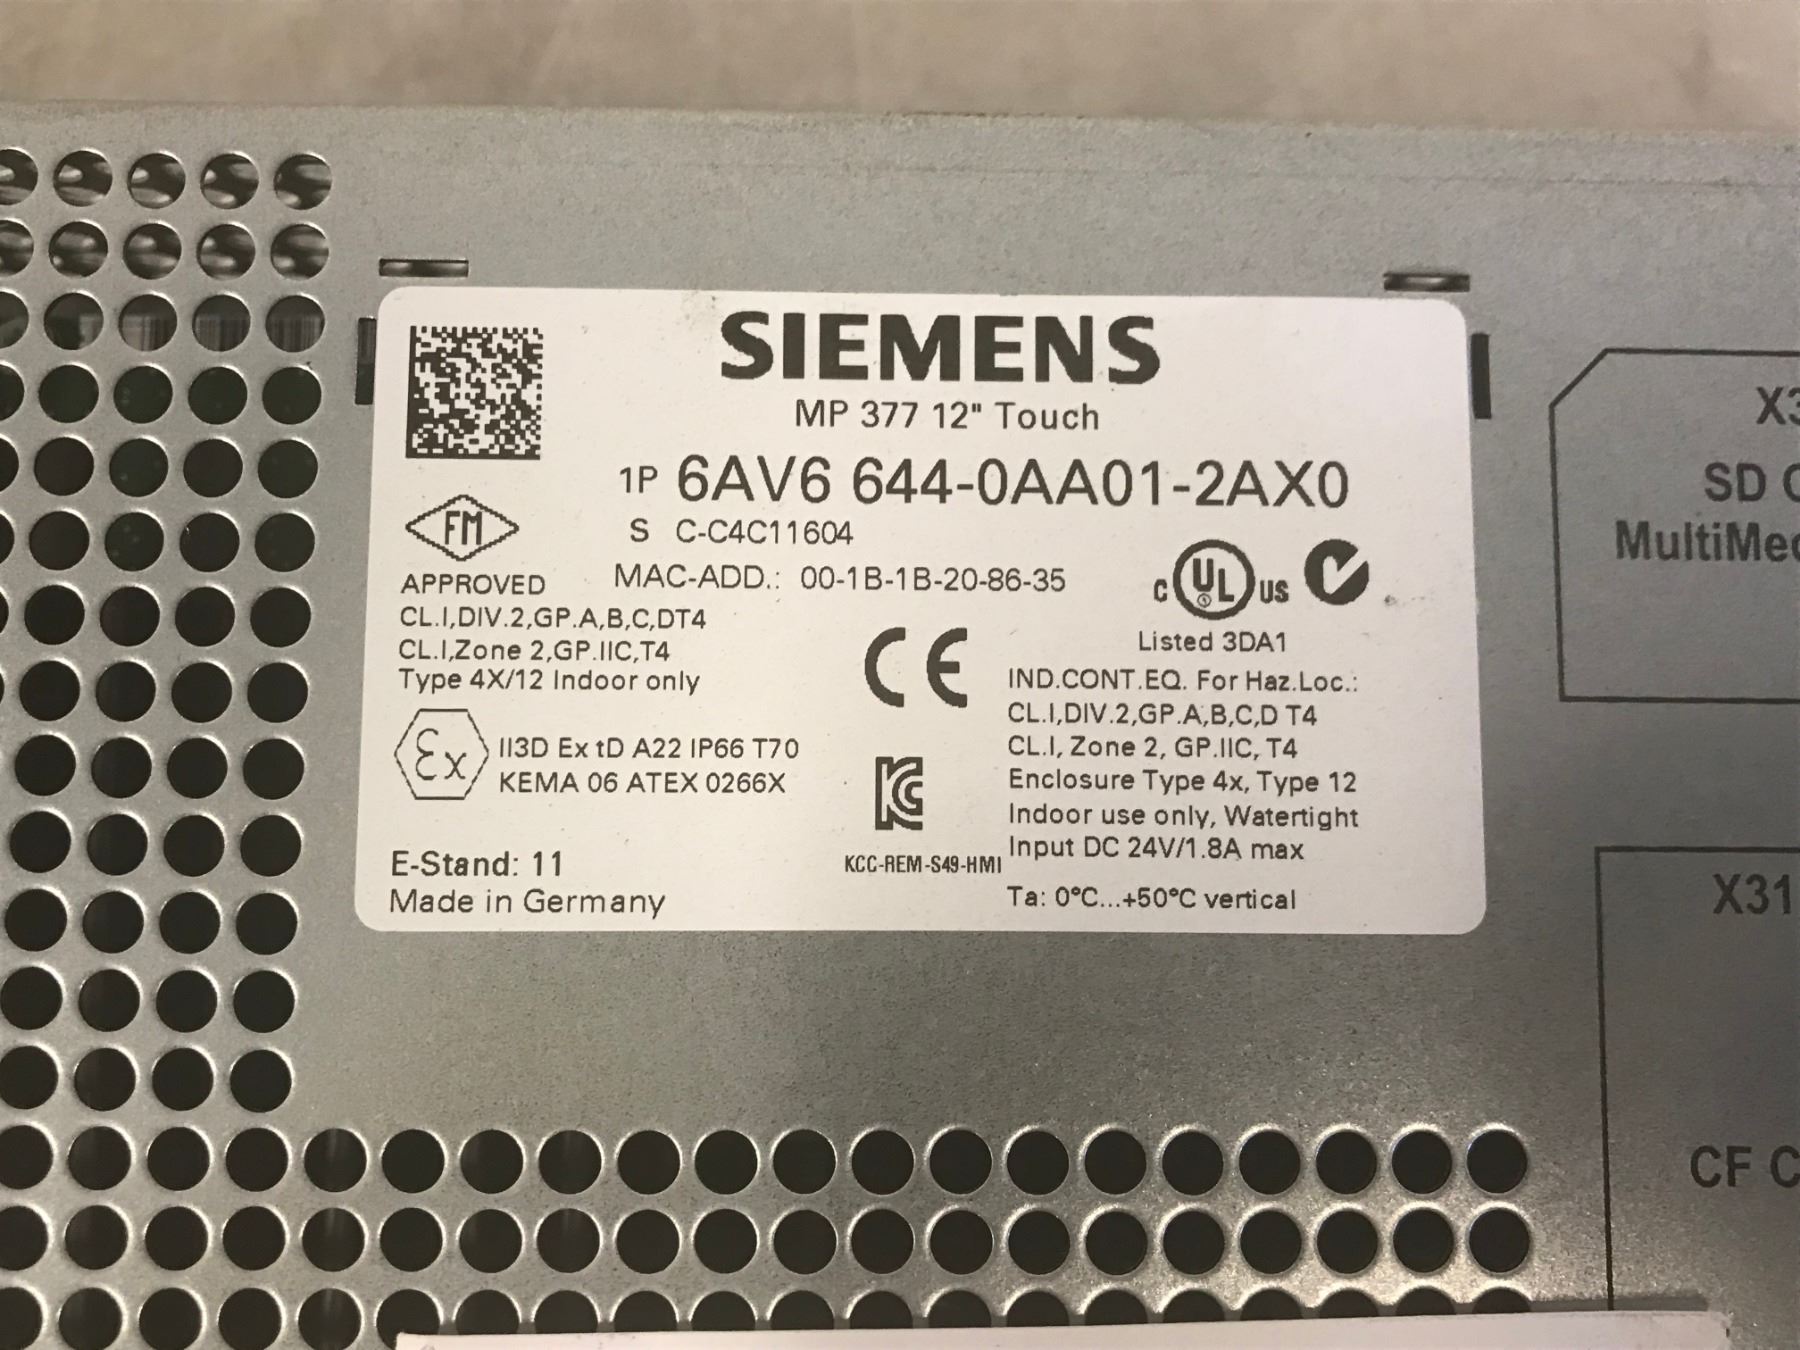 SIEMENS
MP 377 12" Touch
1P 6AV6 644-0AA01-2AX0
S C-C4C11604
MAC-ADD.: 00-1B-1B-20-86-35
FM
APPROVED
CL.I,DIV.2,GP.A,B,C,DT4
CL.I,Zone 2,GP.IIC,T4
Type 4X/12 Indoor only
Ex
II3D Ex tD A22 IP66 T70
KEMA 06 ATEX 0266X
E-Stand: 11
Made in Germany
CE
KCC-REM-S49-HMI
C UL US
Listed 3DA1
IND.CONT.EQ. For Haz.Loc.:
CL.I,DIV.2,GP.A,B,C,D T4
CL.I, Zone 2, GP.IIC, T4
Enclosure Type 4x, Type 12
Indoor use only, Watertight
Input DC 24V/1.8A max
Ta: 0°C...+50°C vertical
SD
X31
CF